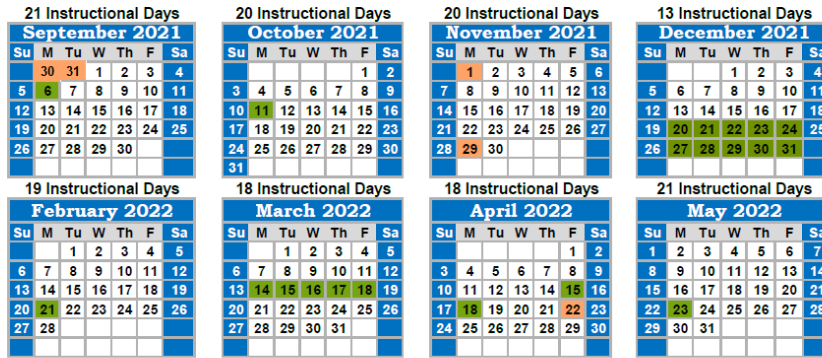 21 Instructional Days
September 2021
Su M Tu W Th F Sa
30 31 1 2 3 4
5 6 7 8 9 10 11
12 13 14 15 16 17 18
19 20 21 22 23 24 25
26 27 28 29 30
20 Instructional Days
October 2021
Su M Tu W Th F Sa
1 2
3 4 5 6 7 8 9
10 11 12 13 14 15 16
17 18 19 20 21 22 23
24 25 26 27 28 29 30
31
20 Instructional Days
November 2021
Su M Tu W Th F Sa
1 2 3 4 5 6
7 8 9 10 11 12 13
14 15 16 17 18 19 20
21 22 23 24 25 26 27
28 29 30
13 Instructional Days
December 2021
Su M Tu W Th F Sa
1 2 3 4
5 6 7 8 9 10 11
12 13 14 15 16 17 18
19 20 21 22 23 24 25
26 27 28 29 30 31
19 Instructional Days
February 2022
Su M Tu W Th F Sa
1 2 3 4 5
6 7 8 9 10 11 12
13 14 15 16 17 18 19
20 21 22 23 24 25 26
27 28
18 Instructional Days
March 2022
Su M Tu W Th F Sa
1 2 3 4 5
6 7 8 9 10 11 12
13 14 15 16 17 18 19
20 21 22 23 24 25 26
27 28 29 30 31
18 Instructional Days
April 2022
Su M Tu W Th F Sa
1 2
3 4 5 6 7 8 9
10 11 12 13 14 15 16
17 18 19 20 21 22 23
24 25 26 27 28 29 30
21 Instructional Days
May 2022
Su M Tu W Th F Sa
1 2 3 4 5 6 7
8 9 10 11 12 13 14
15 16 17 18 19 20 21
22 23 24 25 26 27 28
29 30 31